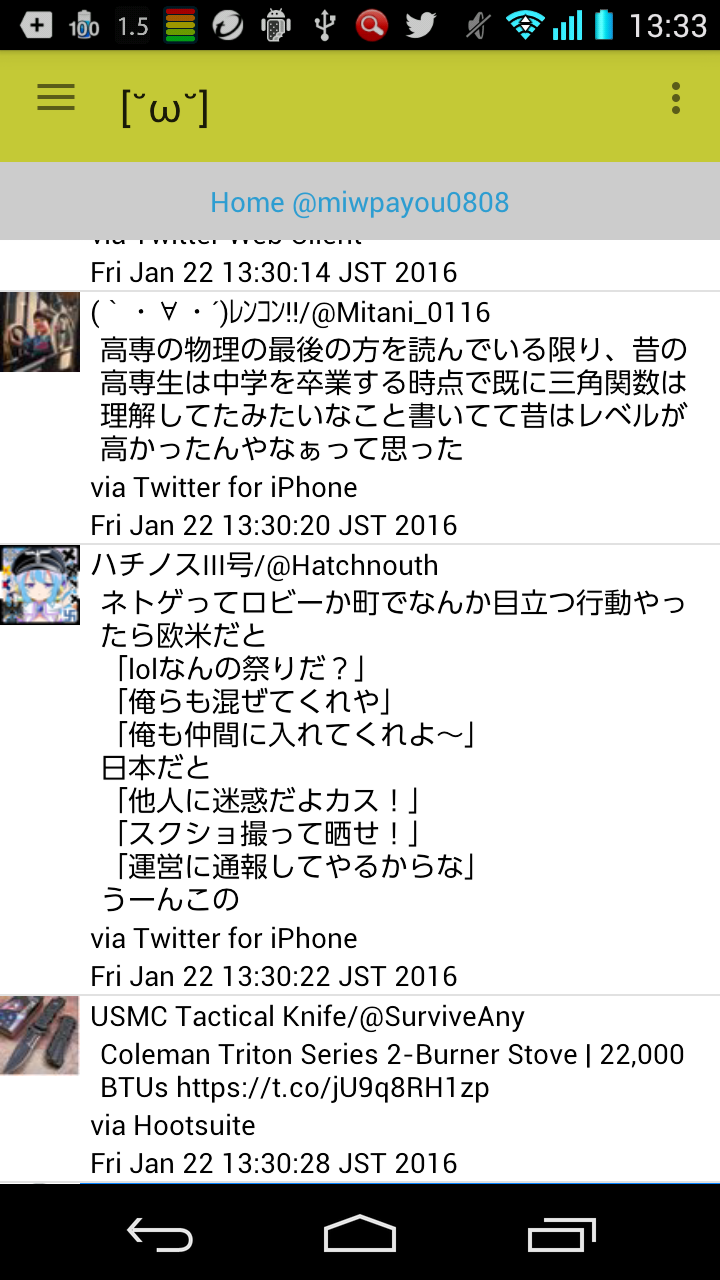 100
1.5
13:33
[˘ω˘]
Home @miwpayou0808
via Twitter Web Client
Fri Jan 22 13:30:14 JST 2016
(｀・∀・´)ﾚﾝｺﾝ!!/@Mitani_0116
高専の物理の最後の方を読んでいる限り、昔の
高専生は中学を卒業する時点で既に三角関数は
理解してたみたいなこと書いてて昔はレベルが
高かったんやなぁって思った
via Twitter for iPhone
Fri Jan 22 13:30:20 JST 2016
ハチノスIII号/@Hatchnouth
ネトゲってロビーか町でなんか目立つ行動やっ
たら欧米だと
「lolなんの祭りだ？」
「俺らも混ぜてくれや」
「俺も仲間に入れてくれよ〜」
日本だと
「他人に迷惑だよカス！」
「スクショ撮って晒せ！」
「運営に通報してやるからな」
うーんこの
via Twitter for iPhone
Fri Jan 22 13:30:22 JST 2016
USMC Tactical Knife/@SurviveAny
Coleman Triton Series 2-Burner Stove | 22,000
BTUs https://t.co/jU9q8RH1zp
via Hootsuite
Fri Jan 22 13:30:28 JST 2016